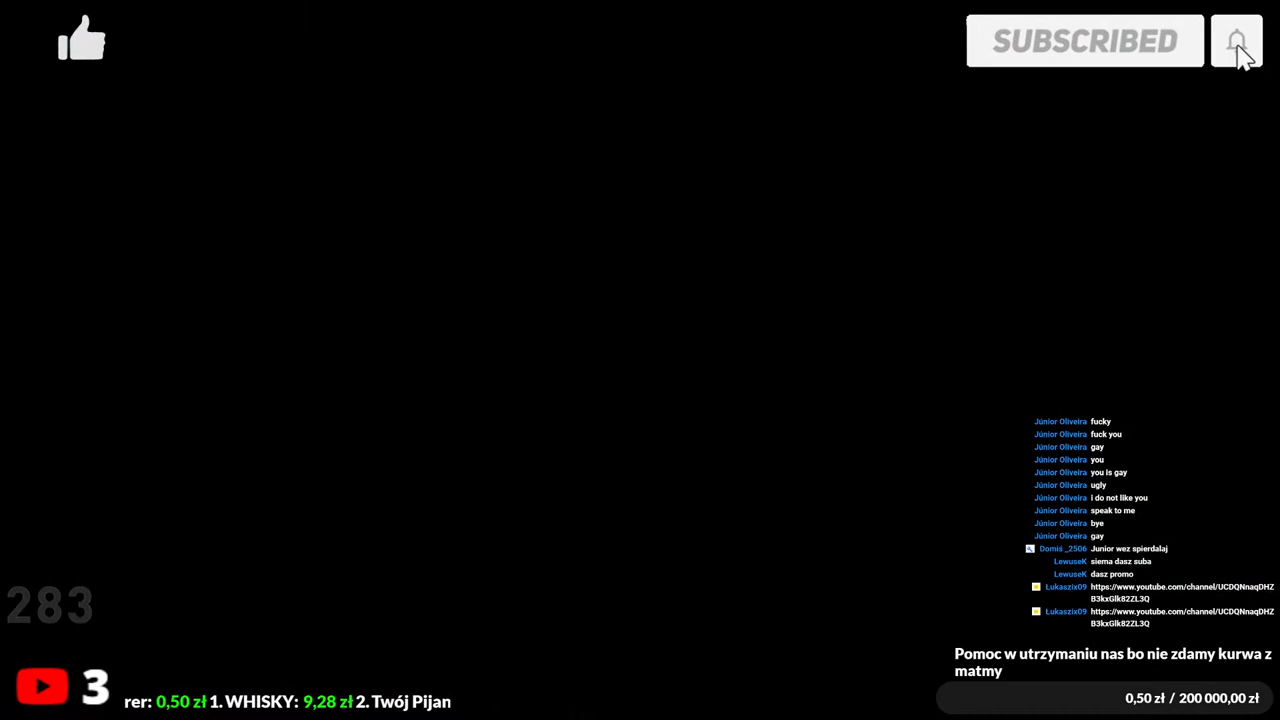 SUBSCRIBED
Júnior Oliveira fucky
Júnior Oliveira fuck you
Júnior Oliveira gay
Júnior Oliveira you
Júnior Oliveira you is gay
Júnior Oliveira ugly
Júnior Oliveira i do not like you
Júnior Oliveira speak to me
Júnior Oliveira bye
Júnior Oliveira gay
Domiś _2506 Junior wez spierdalaj
LewuseK siema dasz suba
LewuseK dasz promo
Łukaszix09 https://www.youtube.com/channel/UCDQNnaqDHZ
B3kxGlk82ZL3Q
Łukaszix09 https://www.youtube.com/channel/UCDQNnaqDHZ
B3kxGlk82ZL3Q
283
Pomoc w utrzymaniu nas bo nie zdamy kurwa z
matmy
0,50 zł / 200 000,00 zł
3
rer: 0,50 zł 1. WHISKY: 9,28 zł 2. Twój Pijan